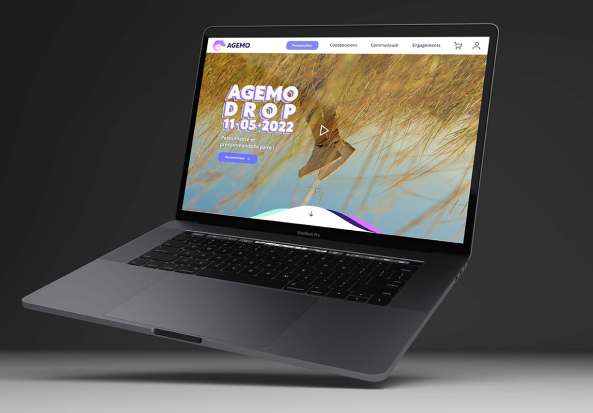 AGEMO
Personnaliser
Collaborations
Communauté
Engagements
AGEMO
DROP
11·05·2022
Personnalise et
précommande ta paire !
Personnaliser →
MacBook Pro